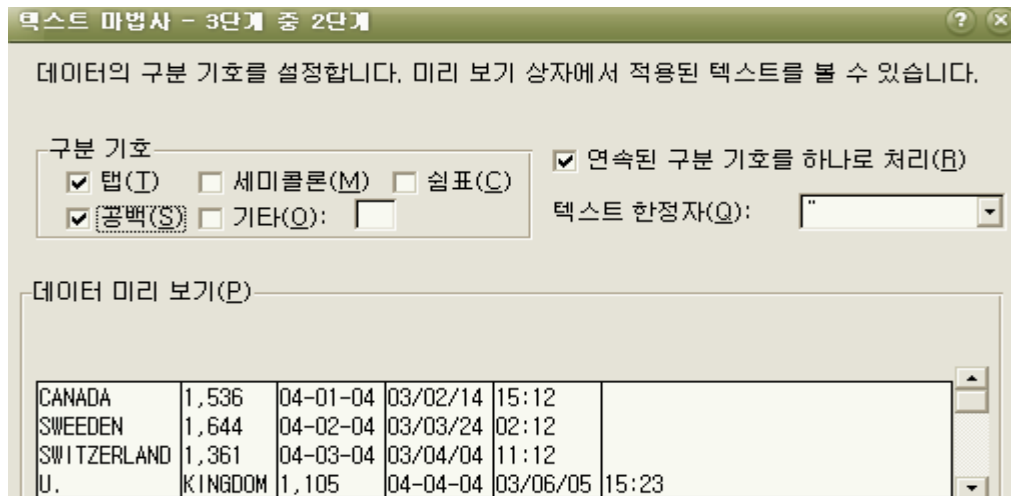 텍스트 마법사 - 3단계 중 2단계
데이터의 구분 기호를 설정합니다. 미리 보기 상자에서 적용된 텍스트를 볼 수 있습니다.
구분 기호
탭(T) 세미콜론(M) 쉼표(C)
공백(S) 기타(O):
연속된 구분 기호를 하나로 처리(R)
텍스트 한정자(Q): "
데이터 미리 보기(P)
CANADA 1,536 04-01-04 03/02/14 15:12
SWEEDEN 1,644 04-02-04 03/03/24 02:12
SWITZERLAND 1,361 04-03-04 03/04/04 11:12
U. KINGDOM 1,105 04-04-04 03/06/05 15:23